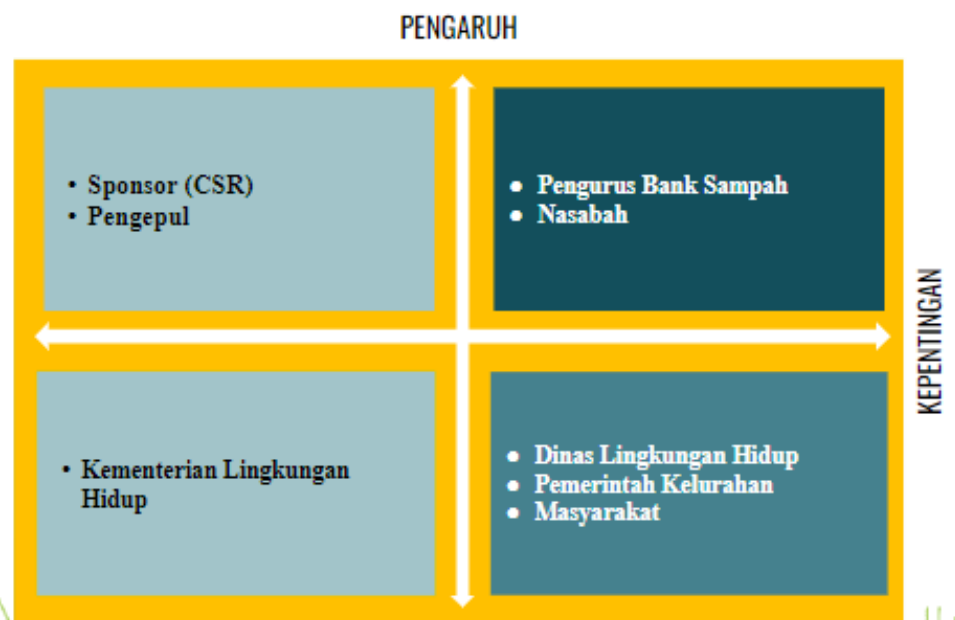 PENGARUH
• Sponsor (CSR)
• Pengepul
● Pengurus Bank Sampah
● Nasabah
KEPENTINGAN
• Kementerian Lingkungan
Hidup
● Dinas Lingkungan Hidup
● Pemerintah Kelurahan
● Masyarakat